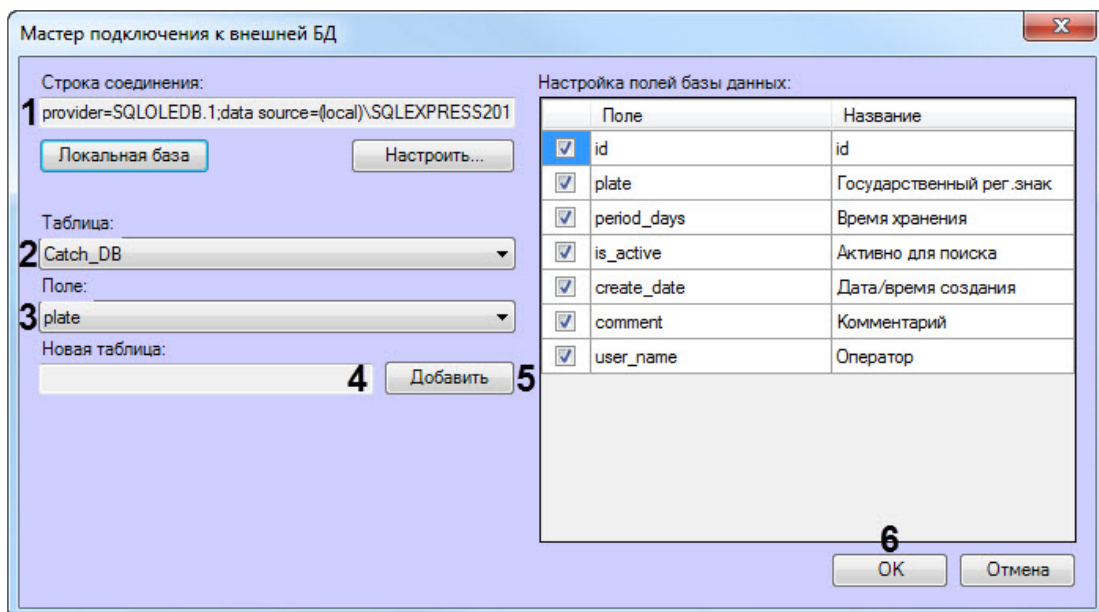 Мастер подключения к внешней БД
Строка соединения:
1 provider=SQLOLEDB.1;data source=(local)\SQLEXPRESS201
Локальная база Настроить...
Таблица:
2 Catch_DB
Поле:
3 plate
Новая таблица:
4 Добавить 5
Настройка полей базы данных:
Поле Название
id id
plate Государственный рег.знак
period_days Время хранения
is_active Активно для поиска
create_date Дата/время создания
comment Комментарий
user_name Оператор
6
OK Отмена